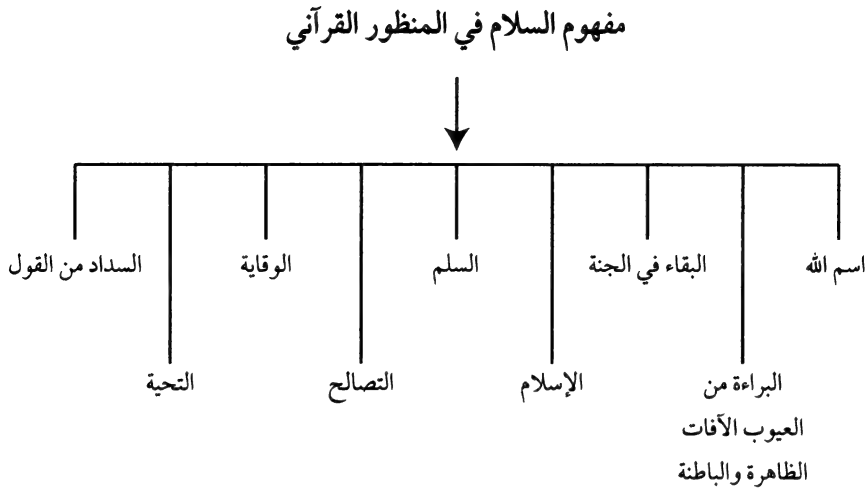 مفهوم السلام في المنظور القرآني
اسم الله
البراءة من
العيوب الآفات
الظاهرة والباطنة
البقاء في الجنة
الإسلام
السلم
التصالح
الوقاية
التحية
السداد من القول